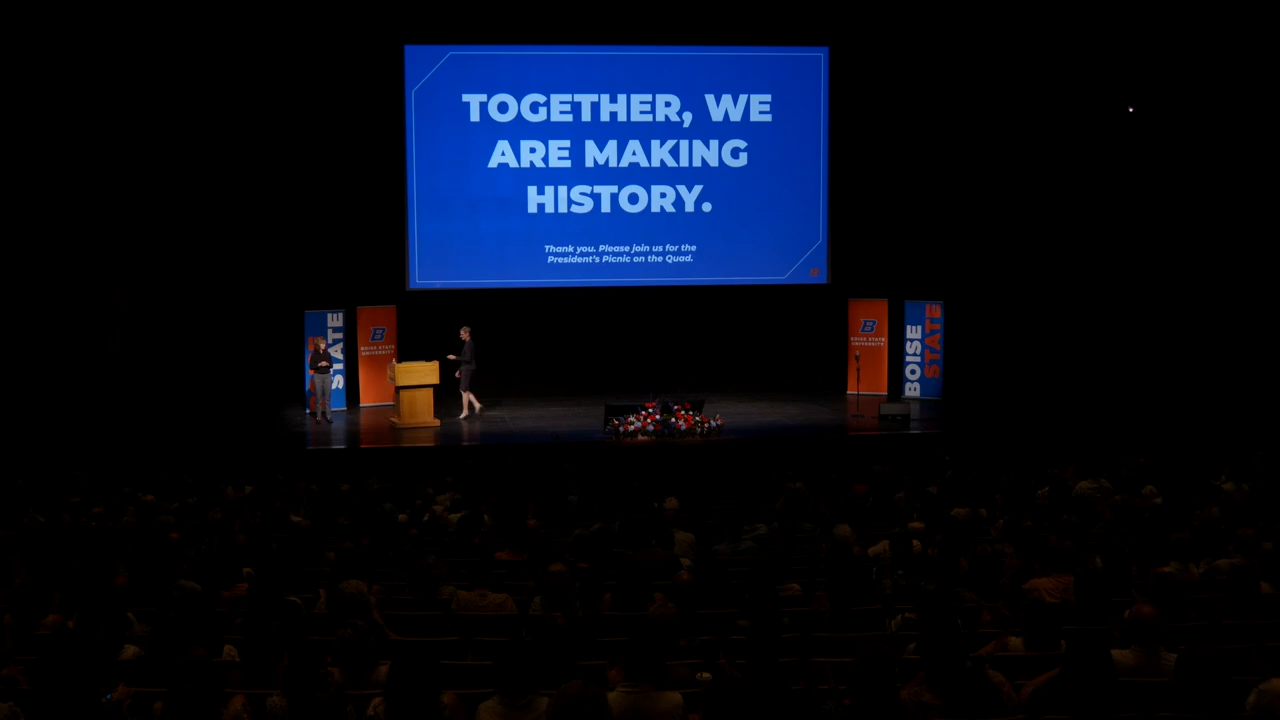 TOGETHER, WE
ARE MAKING
HISTORY.
Thank you. Please join us for the
President's Picnic on the Quad.
STATE
B
BOISE STATE
UNIVERSITY
B
BOISE STATE
UNIVERSITY
BOISE
STATE